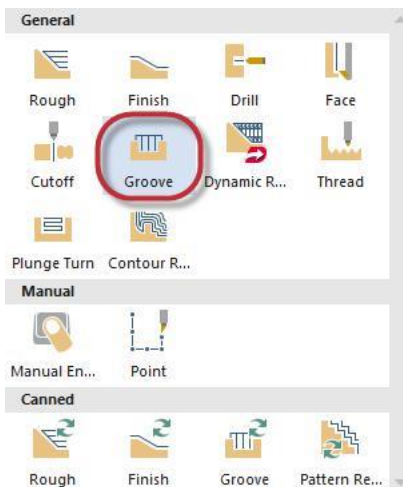 General
Rough Finish Drill Face
Cutoff Groove Dynamic R... Thread
Plunge Turn Contour R...
Manual
Manual En... Point
Canned
Rough Finish Groove Pattern Re...